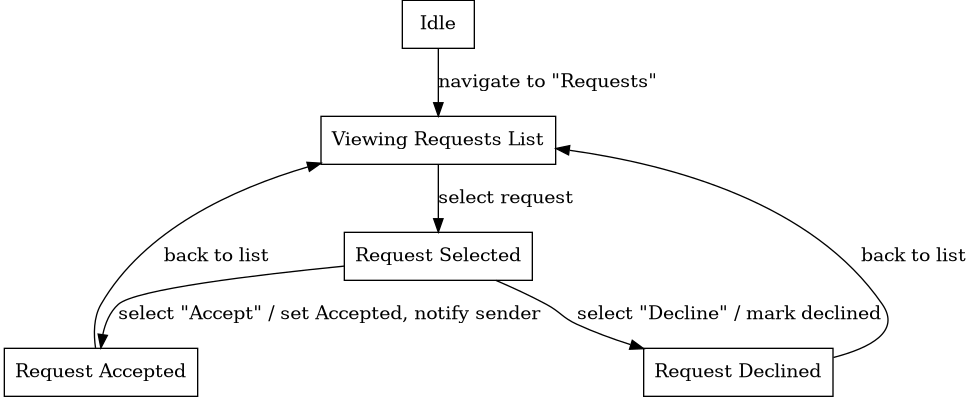 Idle
navigate to "Requests"
Viewing Requests List
select request
back to list
back to list
Request Selected
select "Accept" / set Accepted, notify sender
select "Decline" / mark declined
Request Accepted
Request Declined